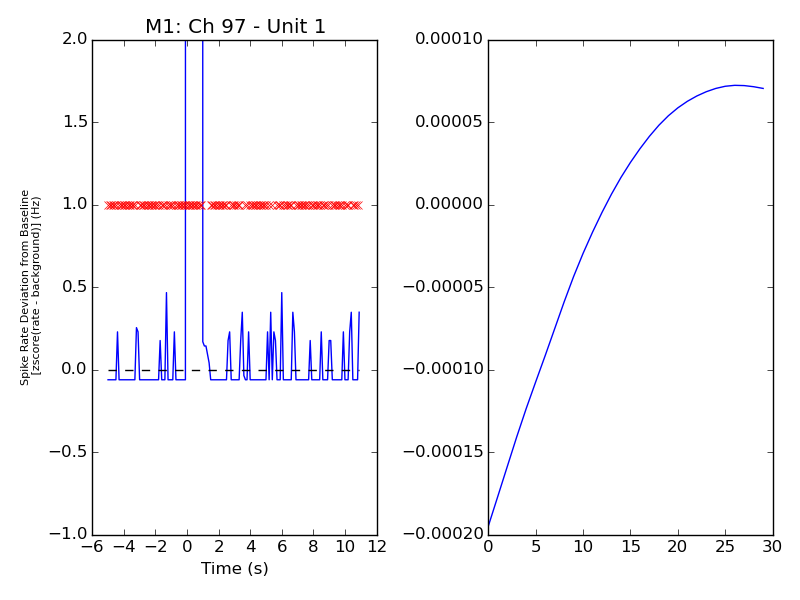 M1: Ch 97 - Unit 1
2.0
1.5
1.0
0.5
0.0
−0.5
−1.0
−6 −4 −2 0 2 4 6 8 10 12
Time (s)
Spike Rate Deviation from Baseline
[zscore(rate - background)] (Hz)
0.00010
0.00005
0.00000
−0.00005
−0.00010
−0.00015
−0.00020
0 5 10 15 20 25 30